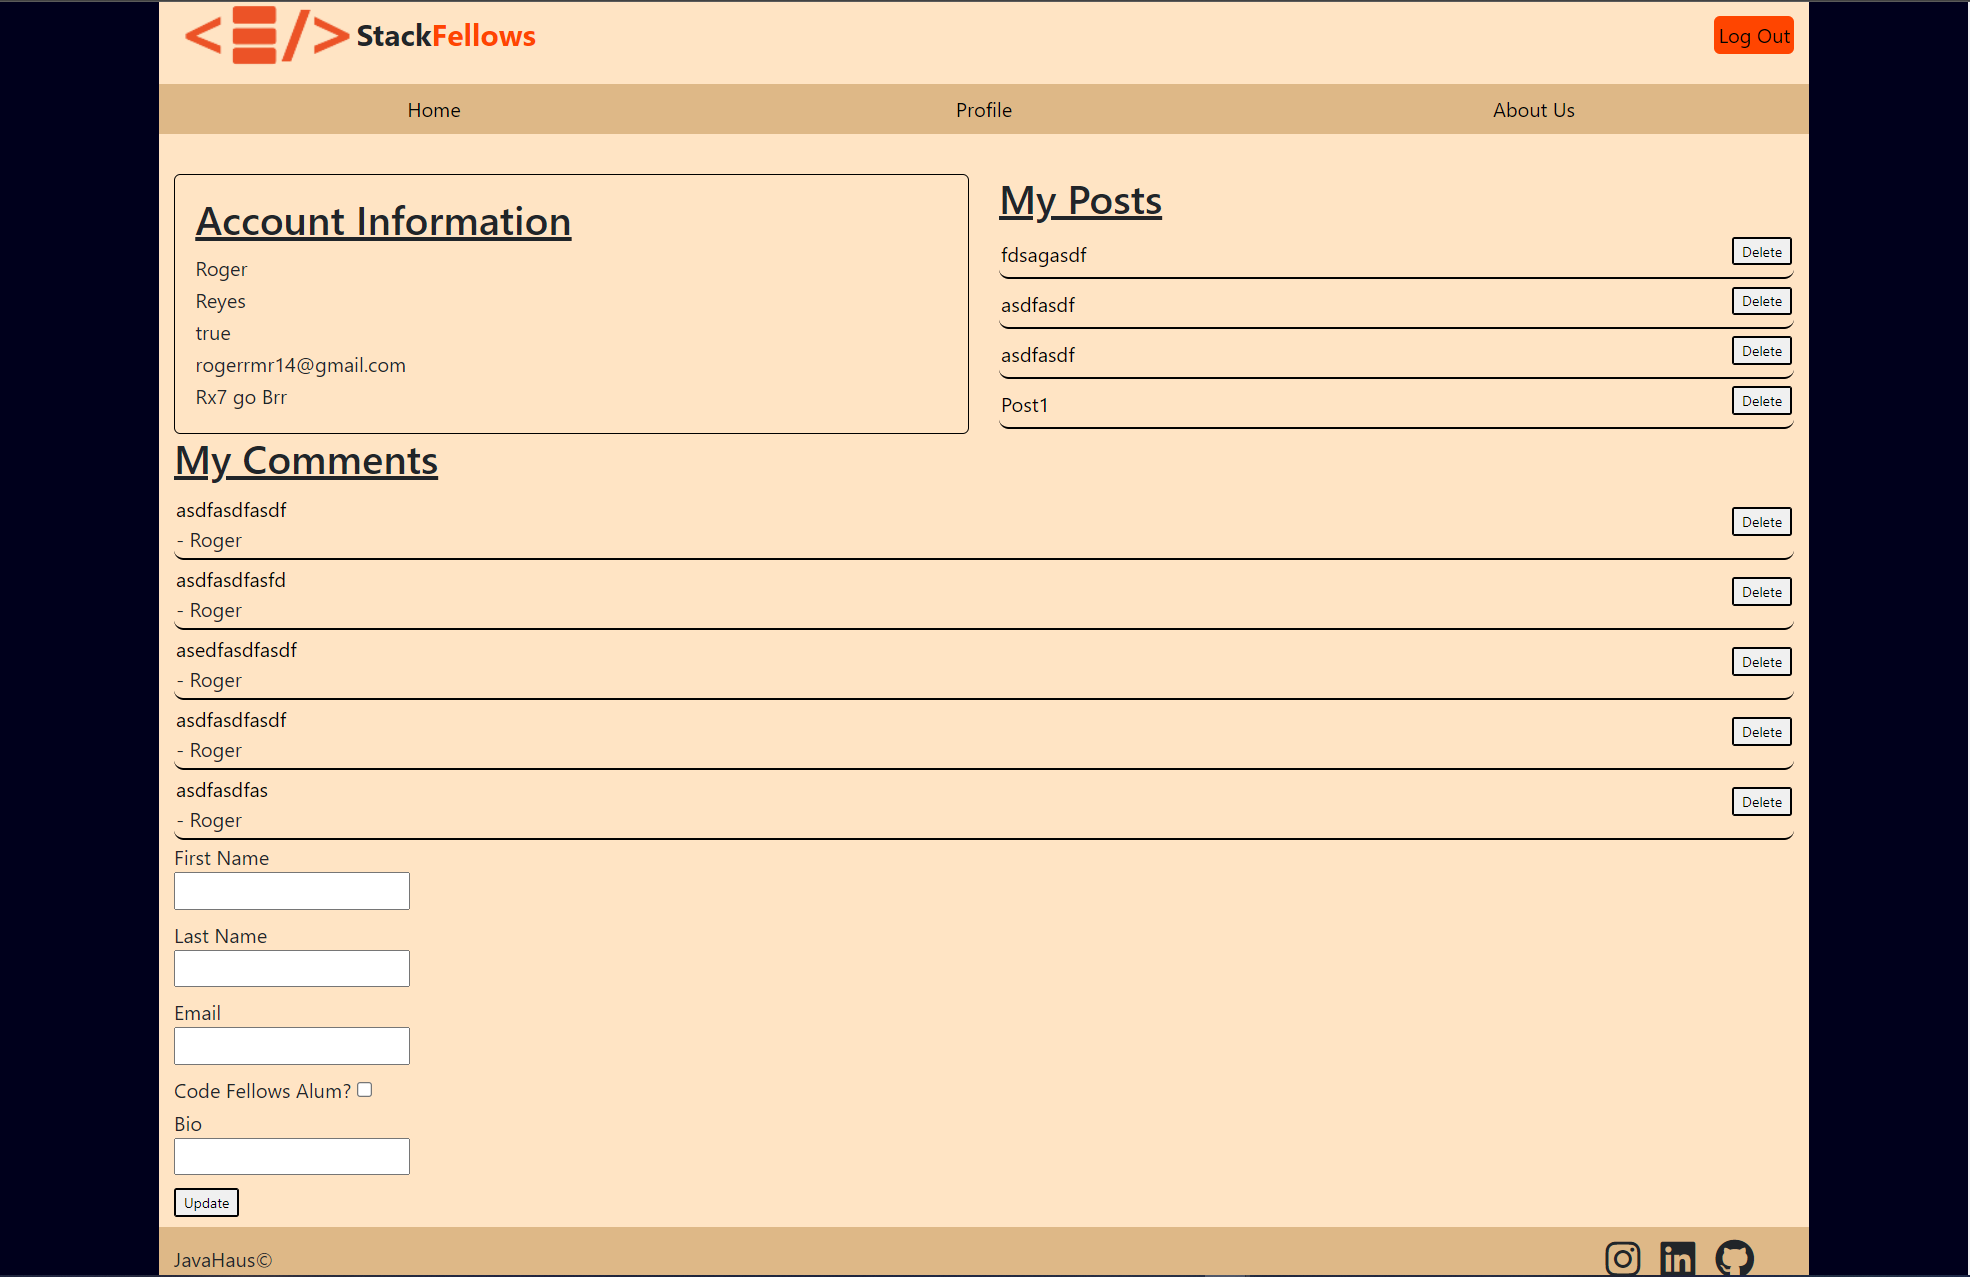 StackFellows
Log Out
Home Profile About Us
Account Information
Roger
Reyes
true
rogerrmr14@gmail.com
Rx7 go Brr
My Posts
fdsagasdf Delete
asdfasdf Delete
asdfasdf Delete
Post1 Delete
My Comments
asdfasdfasdf
- Roger
Delete
asdfasdfasfd
- Roger
Delete
asedfasdfasdf
- Roger
Delete
asdfasdfasdf
- Roger
Delete
asdfasdfas
- Roger
Delete
First Name
Last Name
Email
Code Fellows Alum?
Bio
Update
JavaHaus©